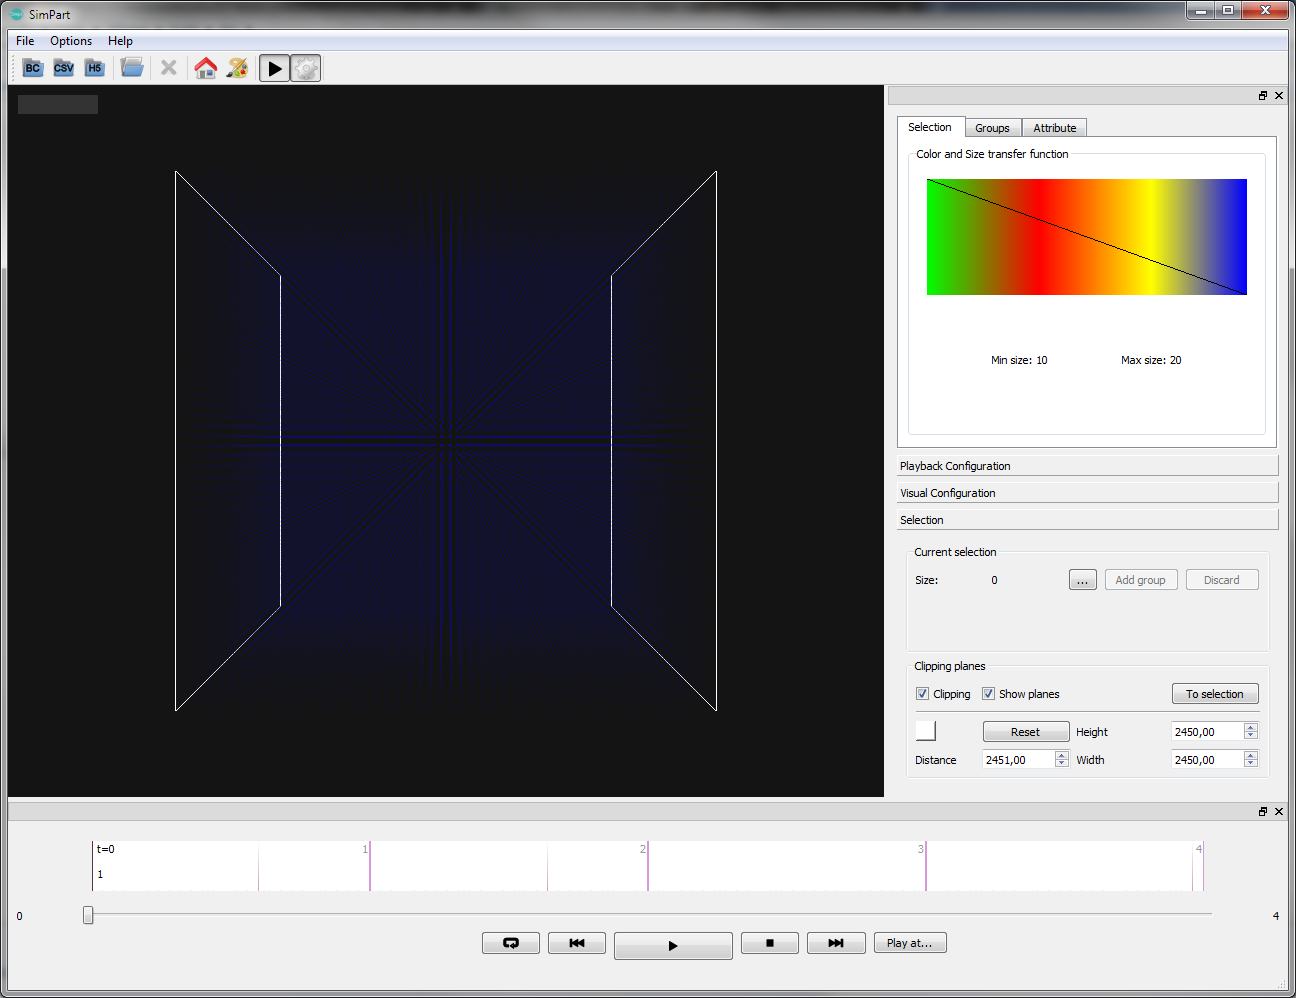 SimPart
File Options Help
BC CSV H5
Selection Groups Attribute
Color and Size transfer function
Min size: 10 Max size: 20
Playback Configuration
Visual Configuration
Selection
Current selection
Size: 0 ... Add group Discard
Clipping planes
Clipping Show planes To selection
Reset Height 2450,00
Distance 2451,00 Width 2450,00
t=0 1 2 3 4
1
0 4
Play at...